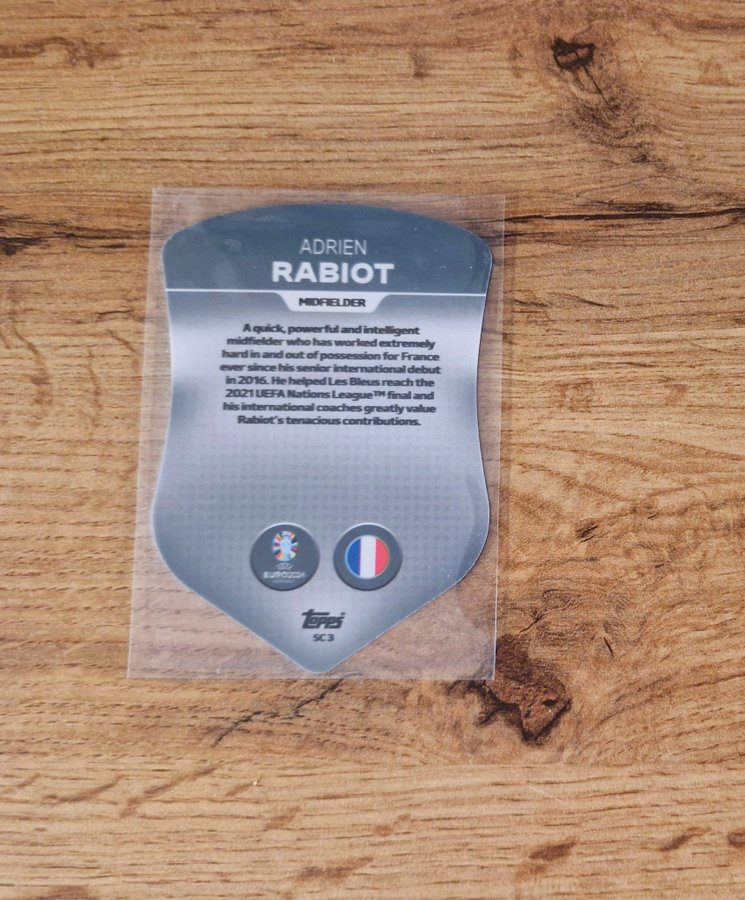 ADRIEN
RABIOT
MIDFIELDER
A quick, powerful and intelligent
midfielder who has worked extremely
hard in and out of possession for France
ever since his senior international debut
in 2016. He helped Les Bleus reach the
2021 UEFA Nations League™ final and
his international coaches greatly value
Rabiot's tenacious contributions.
EURO2024
Topps®
SC 3